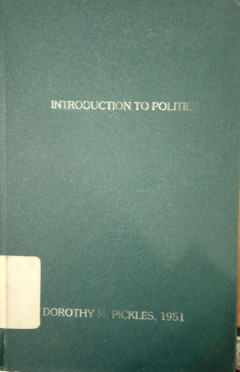 INTRODUCTION TO POLITICS
DOROTHY M. PICKLES, 1951